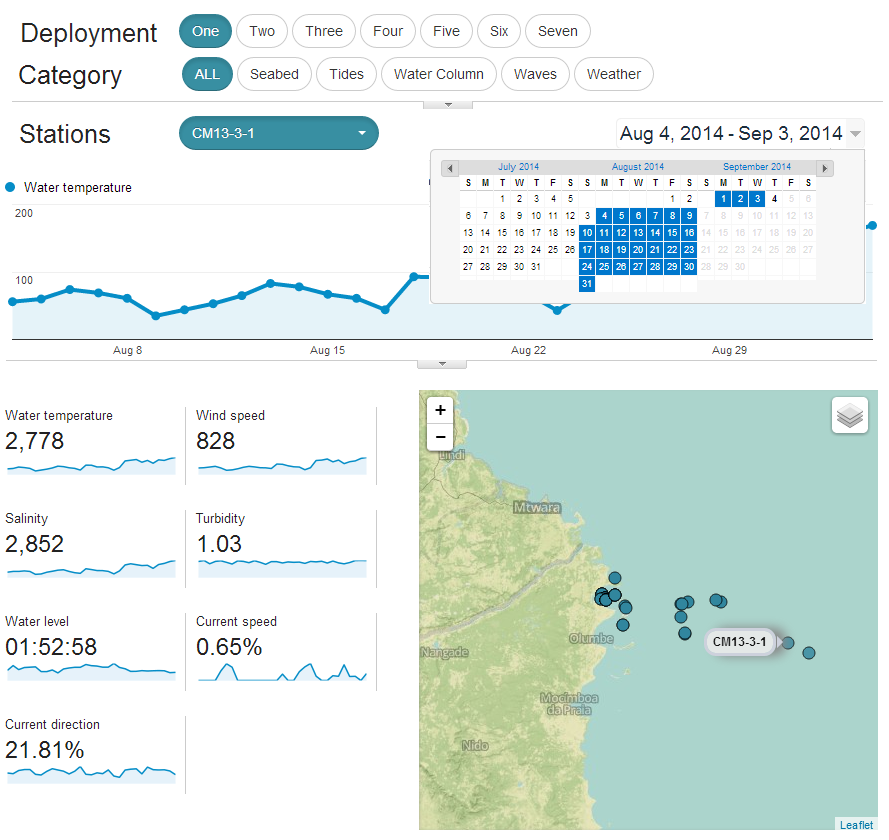 Deployment One Two Three Four Five Six Seven
Category ALL Seabed Tides Water Column Waves Weather
Stations CM13-3-1 Aug 4, 2014 - Sep 3, 2014
July 2014 August 2014 September 2014
S M T W T F S S M T W T F S S M T W T F S
1 2 3 4 5 1 2 1 2 3 4 5 6
6 7 8 9 10 11 12 3 4 5 6 7 8 9 7 8 9 10 11 12 13
13 14 15 16 17 18 19 10 11 12 13 14 15 16 14 15 16 17 18 19 20
20 21 22 23 24 25 26 17 18 19 20 21 22 23 21 22 23 24 25 26 27
27 28 29 30 31 24 25 26 27 28 29 30 28 29 30
31
Water temperature
200
100
Aug 8 Aug 15 Aug 22 Aug 29
Water temperature Wind speed
2,778 828
Salinity Turbidity
2,852 1.03
Water level Current speed
01:52:58 0.65%
Current direction
21.81%
+
−
Lindi
Mtwara
Olumbe
CM13-3-1
Nangade
Mocimboa
da Praia
Nido
Leaflet